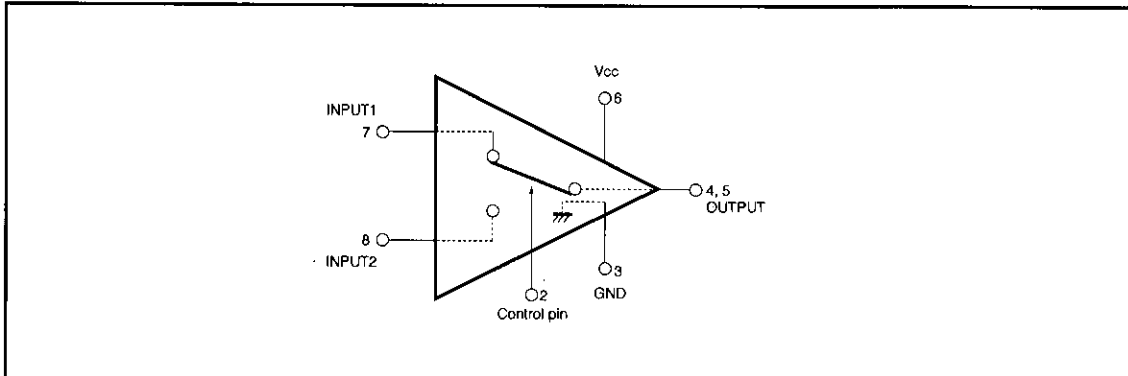 Vcc
6
INPUT1
7
4, 5
OUTPUT
8
INPUT2
3
GND
2
Control pin